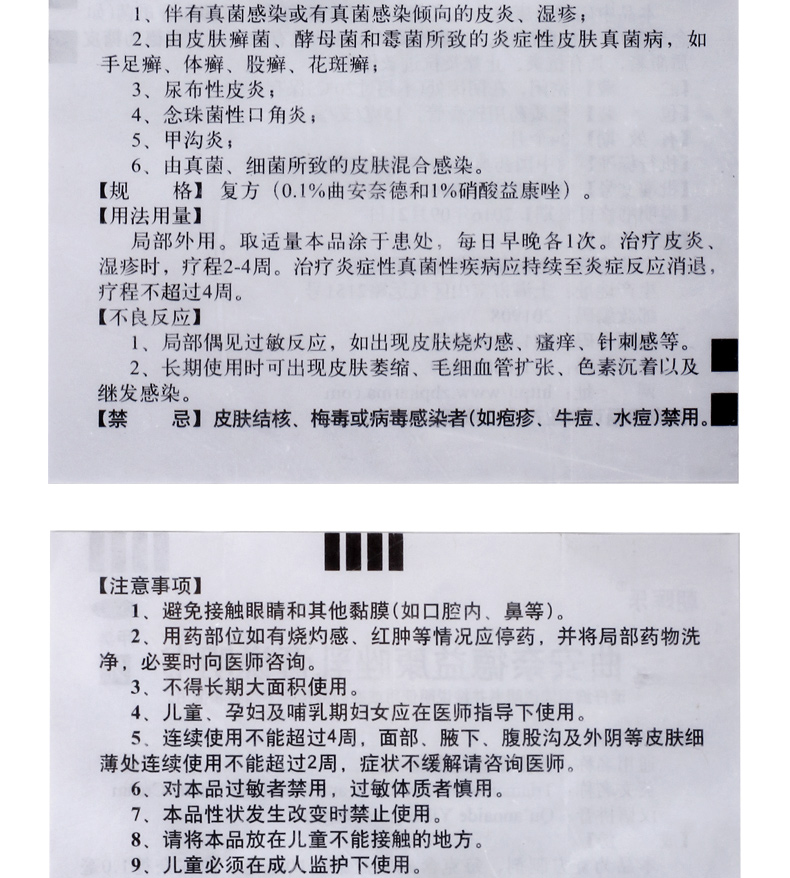 1、伴有真菌感染或有真菌感染倾向的皮炎、湿疹；
2、由皮肤癣菌、酵母菌和霉菌所致的炎症性皮肤真菌病，如
手足癣、体癣、股癣、花斑癣；
3、尿布性皮炎；
4、念珠菌性口角炎；
5、甲沟炎；
6、由真菌、细菌所致的皮肤混合感染。
【规　　格】复方（0.1%曲安奈德和1%硝酸益康唑）。
【用法用量】
局部外用。取适量本品涂于患处，每日早晚各1次。治疗皮炎、
湿疹时，疗程2-4周。治疗炎症性真菌性疾病应持续至炎症反应消退，
疗程不超过4周。
【不良反应】
1、局部偶见过敏反应，如出现皮肤烧灼感、瘙痒、针刺感等。
2、长期使用时可出现皮肤萎缩、毛细血管扩张、色素沉着以及
继发感染。
【禁　　忌】皮肤结核、梅毒或病毒感染者(如疱疹、牛痘、水痘)禁用。
【注意事项】
1、避免接触眼睛和其他黏膜(如口腔内、鼻等)。
2、用药部位如有烧灼感、红肿等情况应停药，并将局部药物洗
净，必要时向医师咨询。
3、不得长期大面积使用。
4、儿童、孕妇及哺乳期妇女应在医师指导下使用。
5、连续使用不能超过4周，面部、腋下、腹股沟及外阴等皮肤细
薄处连续使用不能超过2周，症状不缓解请咨询医师。
6、对本品过敏者禁用，过敏体质者慎用。
7、本品性状发生改变时禁止使用。
8、请将本品放在儿童不能接触的地方。
9、儿童必须在成人监护下使用。